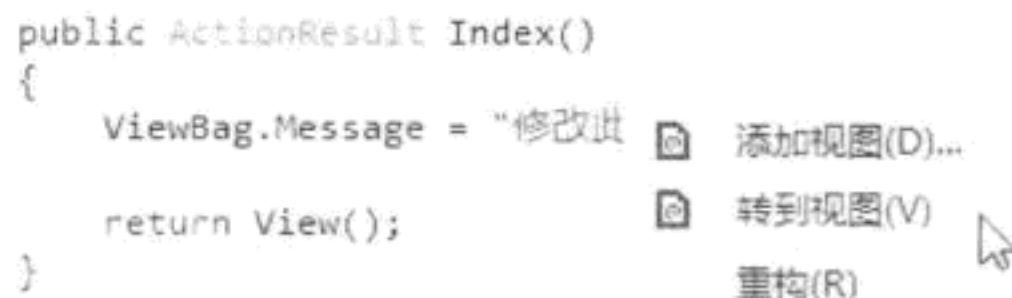 public ActionResult Index()
{
ViewBag.Message = "修改此
添加视图(D)...
转到视图(V)
return View();
}
重构(R)